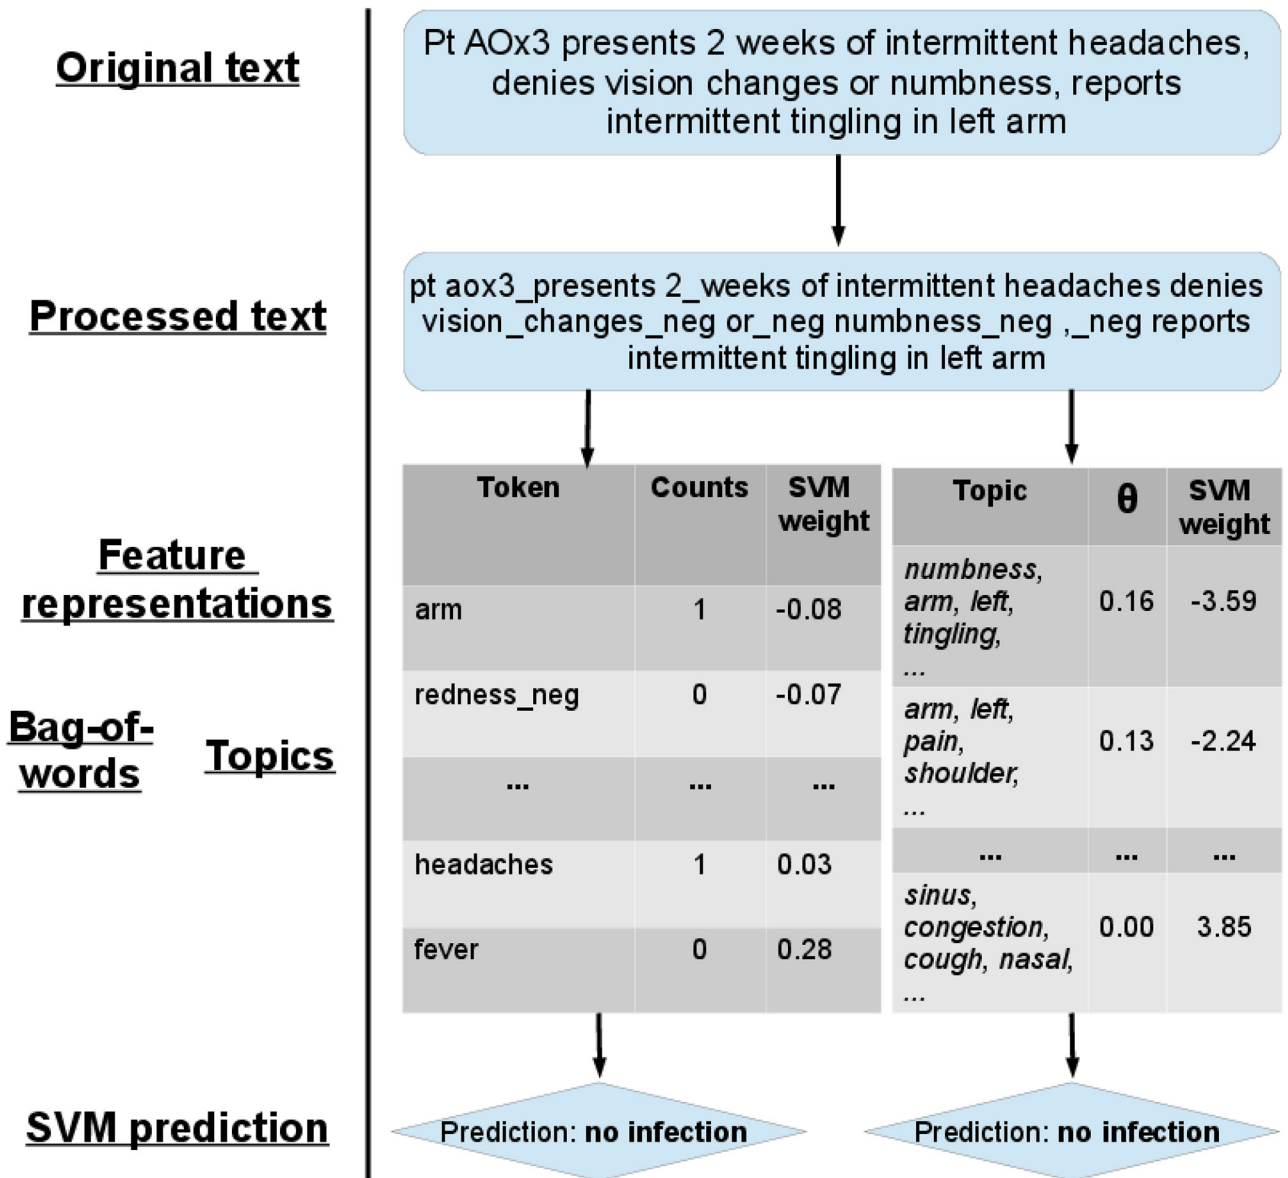 Original text
Pt AOx3 presents 2 weeks of intermittent headaches,
denies vision changes or numbness, reports
intermittent tingling in left arm
Processed text
pt aox3_presents 2_weeks of intermittent headaches denies
vision_changes_neg or_neg numbness_neg ,_neg reports
intermittent tingling in left arm
Feature
representations
Bag-of-
words
Topics
Token Counts SVM
weight
arm 1 -0.08
redness_neg 0 -0.07
... ... ...
headaches 1 0.03
fever 0 0.28
Topic θ SVM
weight
numbness,
arm, left, 0.16 -3.59
tingling,
...
arm, left,
pain, 0.13 -2.24
shoulder,
...
... ... ...
sinus,
congestion, 0.00 3.85
cough, nasal,
...
SVM prediction
Prediction: no infection
Prediction: no infection